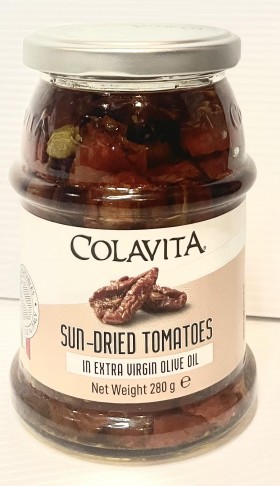 COLAVITA
SUN-DRIED TOMATOES
IN EXTRA VIRGIN OLIVE OIL
Net Weight 280 g ℮